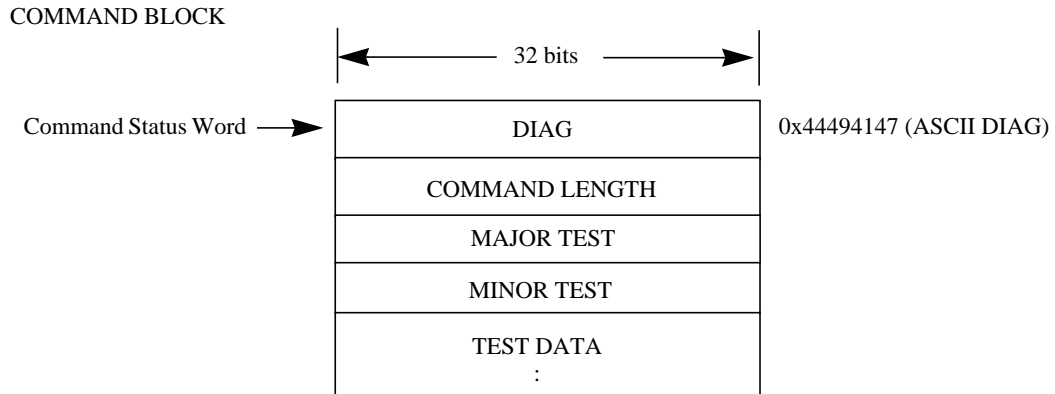 COMMAND BLOCK
32 bits
Command Status Word
DIAG
0x44494147 (ASCII DIAG)
COMMAND LENGTH
MAJOR TEST
MINOR TEST
TEST DATA
: